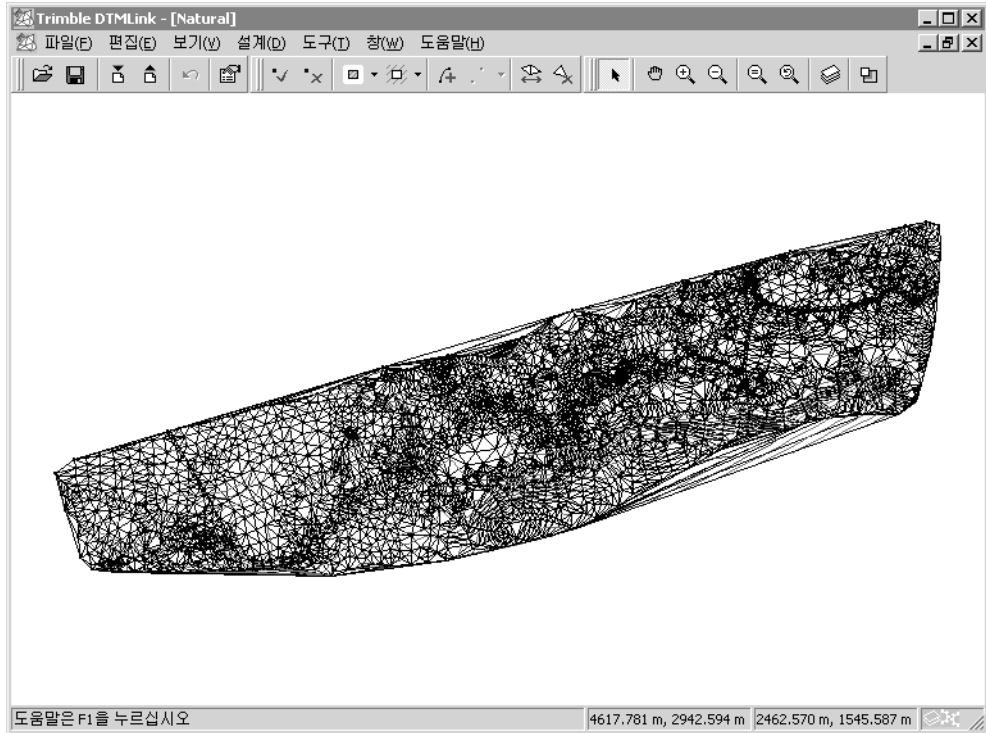 Trimble DTMLink - [Natural]
파일(F) 편집(E) 보기(V) 설계(D) 도구(T) 창(W) 도움말(H)
도움말은 F1을 누르십시오 4617.781 m, 2942.594 m 2462.570 m, 1545.587 m